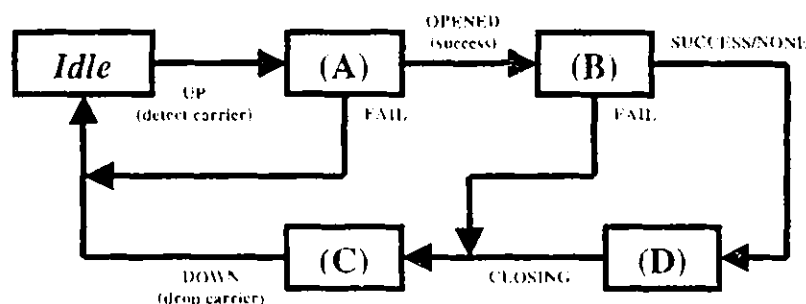 OPENED
(success)
SUCCESS/NONE
Idle
(A)
(B)
UP
(detect carrier)
FAIL
FAIL
(C)
(D)
DOWN
(drop carrier)
CLOSING